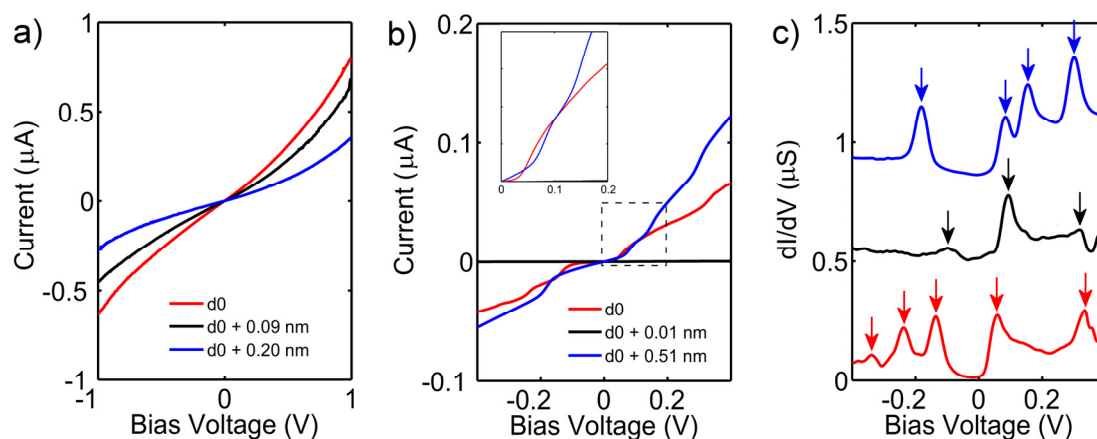 a)
Current (μA)
1
0.5
0
-0.5
-1
-1
0
1
Bias Voltage (V)
d0
d0 + 0.09 nm
d0 + 0.20 nm
b)
Current (μA)
0.2
0.1
0
-0.1
-0.2
0
0.2
Bias Voltage (V)
0
0.1
0.2
d0
d0 + 0.01 nm
d0 + 0.51 nm
c)
dI/dV (μS)
1.5
1
0.5
0
-0.2
0
0.2
Bias Voltage (V)